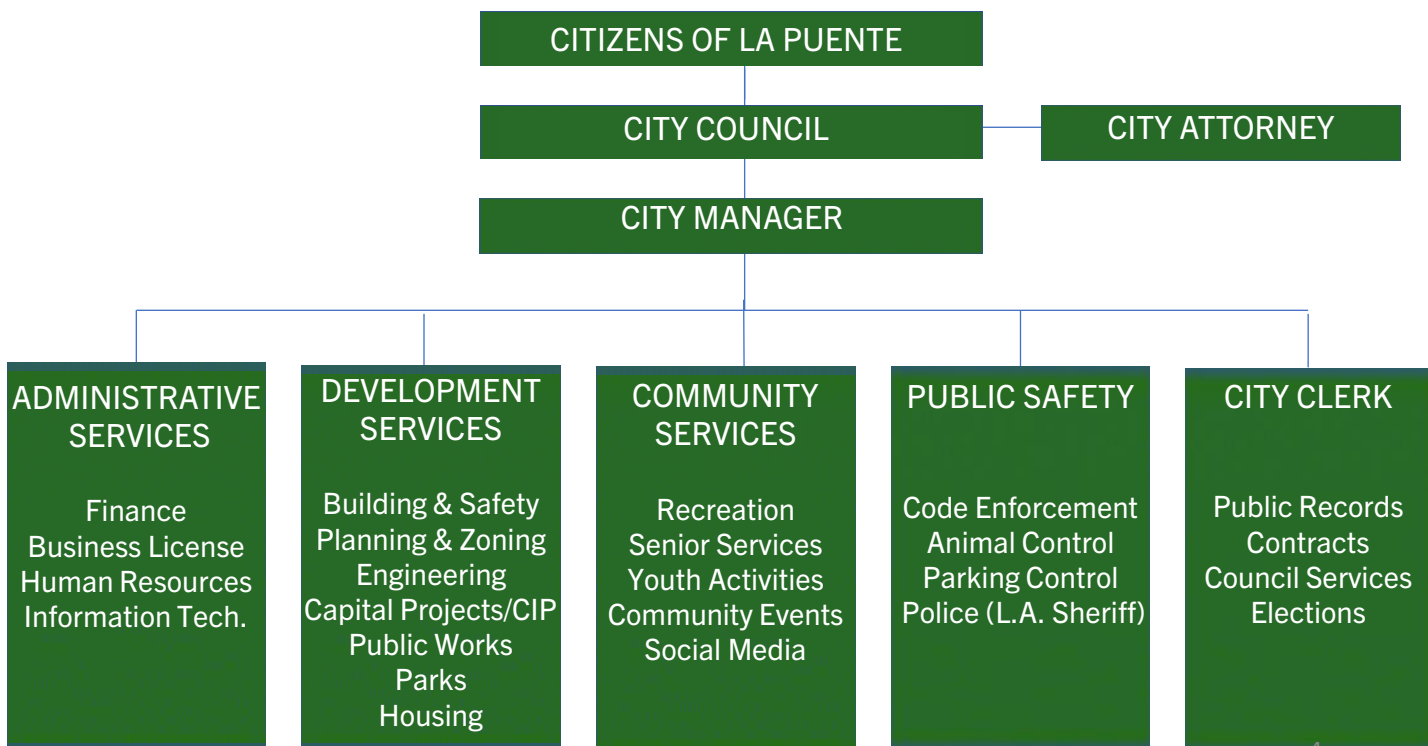 CITIZENS OF LA PUENTE
CITY COUNCIL
CITY ATTORNEY
CITY MANAGER
ADMINISTRATIVE
SERVICES
Finance
Business License
Human Resources
Information Tech.
DEVELOPMENT
SERVICES
Building & Safety
Planning & Zoning
Engineering
Capital Projects/CIP
Public Works
Parks
Housing
COMMUNITY
SERVICES
Recreation
Senior Services
Youth Activities
Community Events
Social Media
PUBLIC SAFETY
Code Enforcement
Animal Control
Parking Control
Police (L.A. Sheriff)
CITY CLERK
Public Records
Contracts
Council Services
Elections